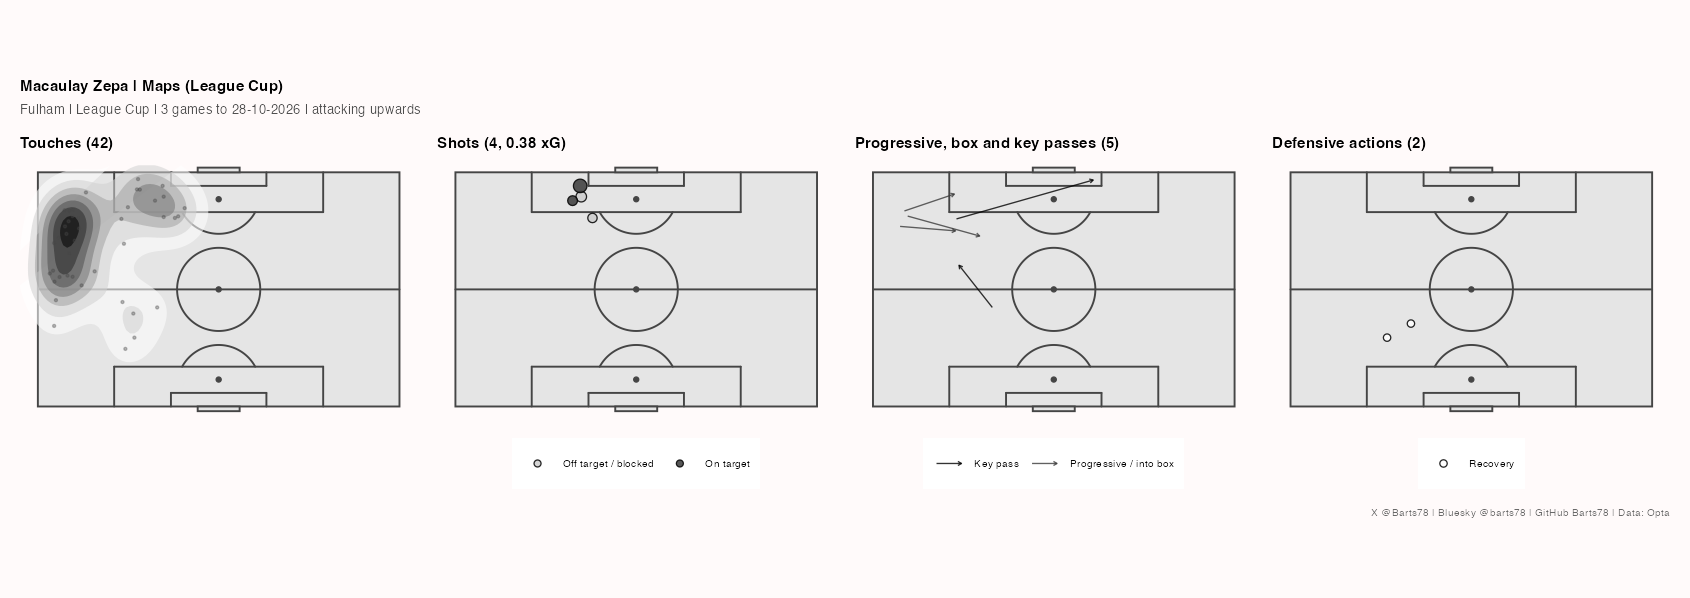 Macaulay Zepa | Maps (League Cup)
Fulham | League Cup | 3 games to 28-10-2026 | attacking upwards
Touches (42)
Shots (4, 0.38 xG)
Progressive, box and key passes (5)
Defensive actions (2)
Off target / blocked
On target
Key pass
Progressive / into box
Recovery
X @Barts78 | Bluesky @barts78 | GitHub Barts78 | Data: Opta